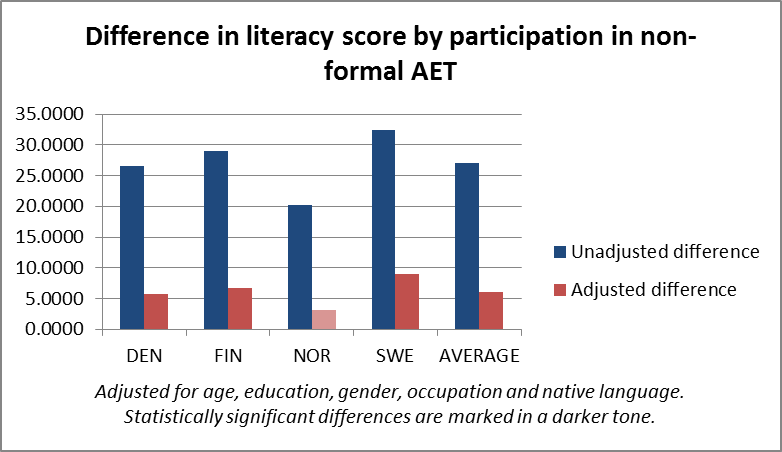 Difference in literacy score by participation in non-
formal AET
35.0000
30.0000
25.0000
20.0000
15.0000
10.0000
5.0000
0.0000
DEN FIN NOR SWE AVERAGE
Unadjusted difference
Adjusted difference
Adjusted for age, education, gender, occupation and native language.
Statistically significant differences are marked in a darker tone.